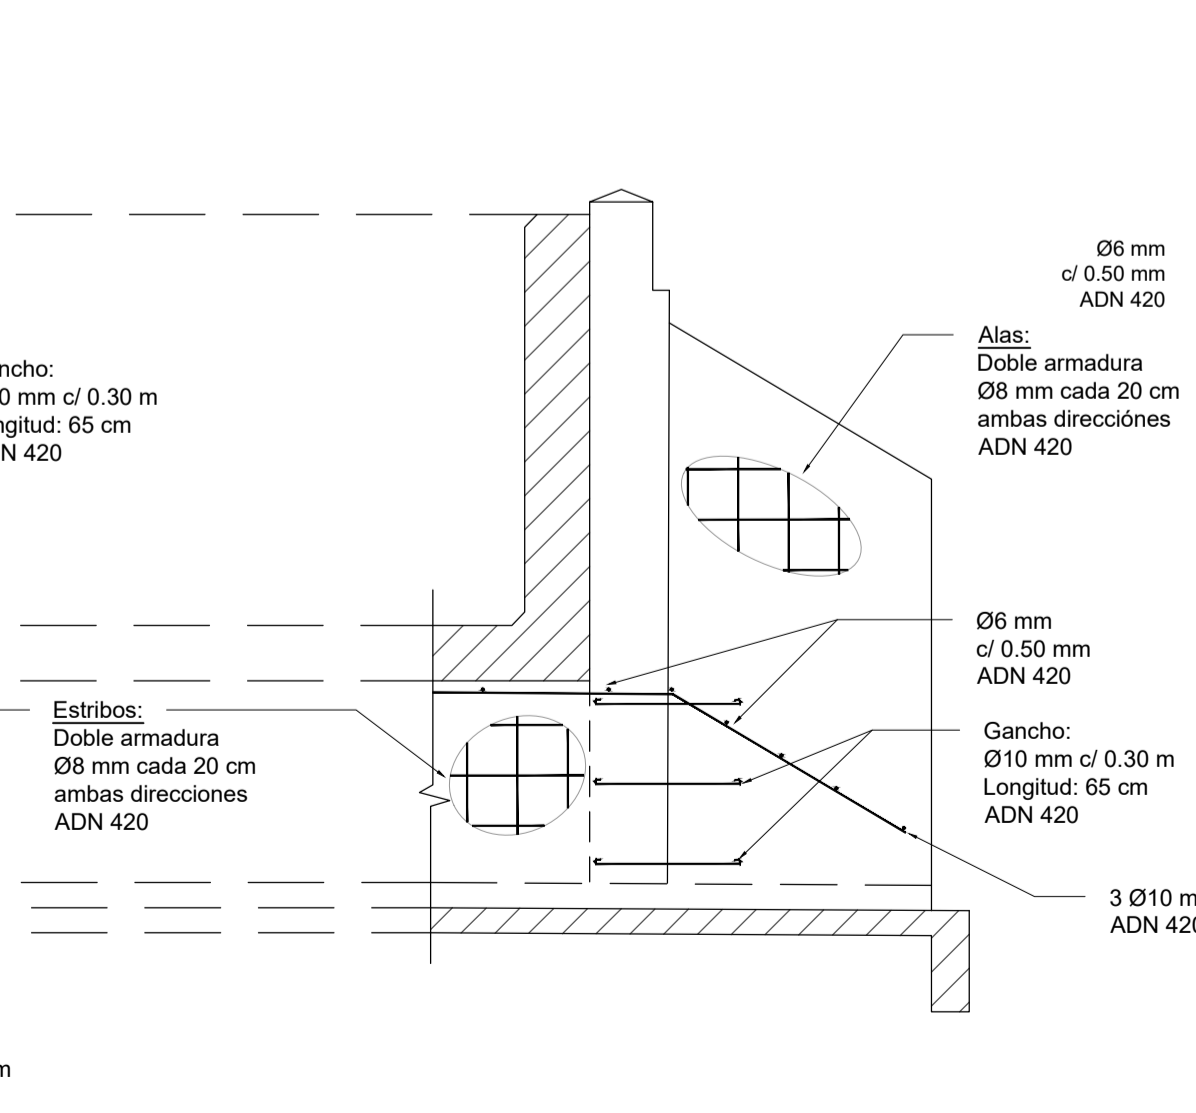 Ø6 mm
c/ 0.50 mm
ADN 420
Alas:
Doble armadura
Ø8 mm cada 20 cm
ambas direcciónes
ADN 420
ncho:
0 mm c/ 0.30 m
ngitud: 65 cm
N 420
Ø6 mm
c/ 0.50 mm
ADN 420
Estribos:
Doble armadura
Ø8 mm cada 20 cm
ambas direcciones
ADN 420
Gancho:
Ø10 mm c/ 0.30 m
Longitud: 65 cm
ADN 420
3 Ø10 m
ADN 420
m